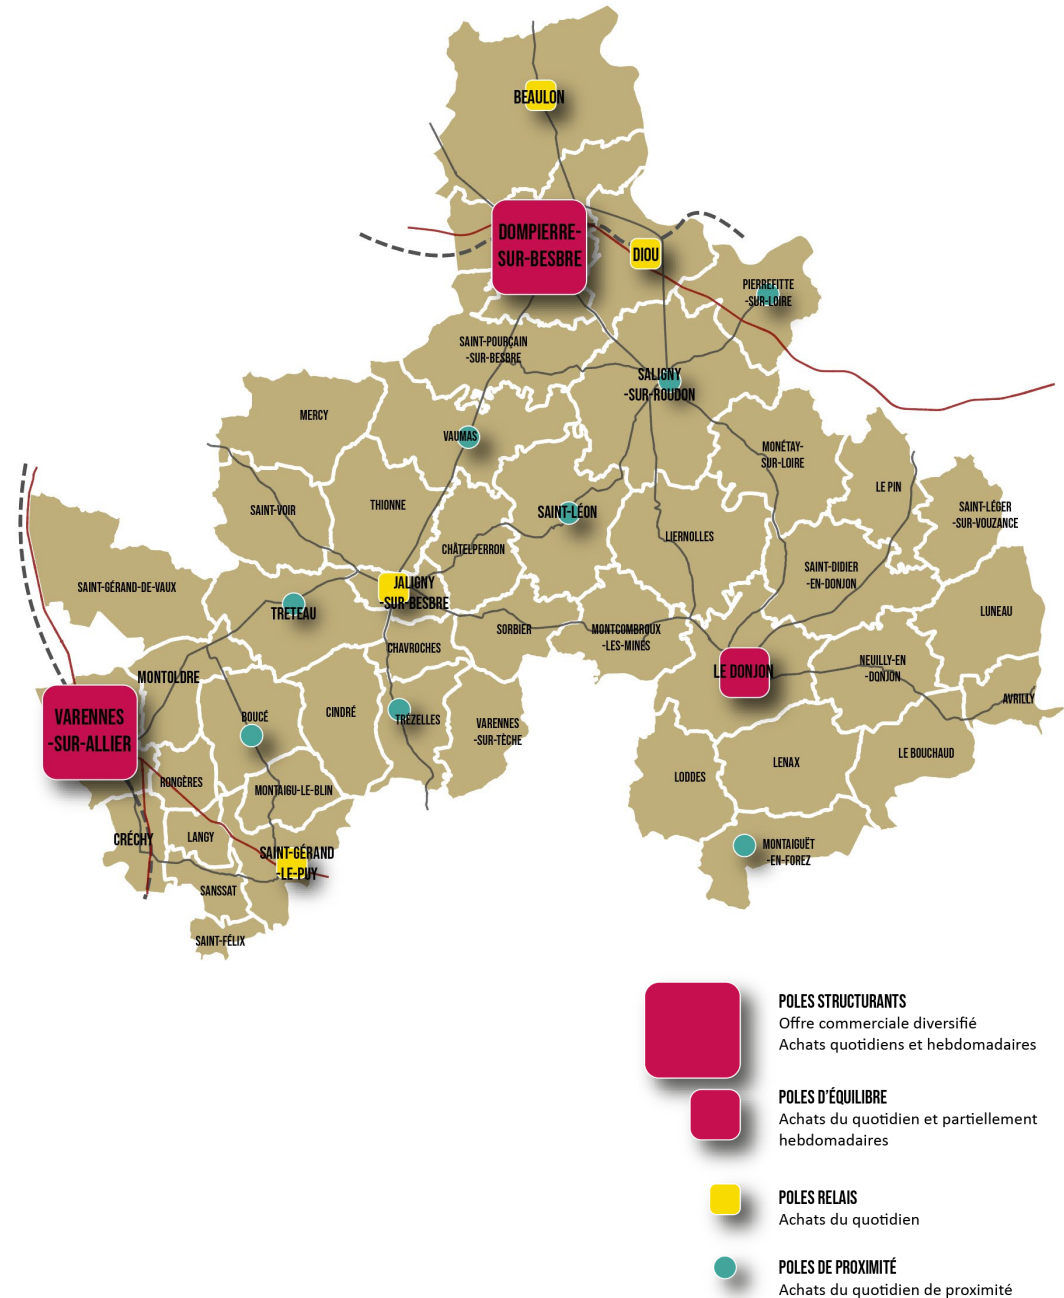 BEAULON
DOMPIERRE-
SUR-BESBRE
DIOU
PIERREFITTE
-SUR-LOIRE
SAINT-POURÇAIN
-SUR-BESBRE
SALIGNY
-SUR-ROUDON
MERCY
VAUMAS
MONÉTAY-
SUR-LOIRE
LE PIN
SAINT-LÉGER
-SUR-VOUZANCE
SAINT-VOIR
THIONNE
SAINT-LÉON
LIERNOLLES
CHÂTELPERRON
SAINT-DIDIER
-EN-DONJON
SAINT-GÉRAND-DE-VAUX
JALIGNY
-SUR-BESBRE
TRETEAU
LUNEAU
SORBIER
MONTCOMBROUX
-LES-MINES
CHAVROCHES
LE DONJON
NEUILLY-EN
-DONJON
MONTOLDRE
AVRILLY
VARENNES
-SUR-ALLIER
BOUCÉ
CINDRÉ
TRÉZELLES
VARENNES
-SUR-TÈCHE
LE BOUCHAUD
LENAX
LODDES
RONGÈRES
MONTAIGU-LE-BLIN
CRÉCHY
LANGY
SAINT-GÉRAND
-LE-PUY
MONTAIGUËT
-EN-FOREZ
SANSSAT
SAINT-FÉLIX
POLES STRUCTURANTS
Offre commerciale diversifié
Achats quotidiens et hebdomadaires
POLES D'ÉQUILIBRE
Achats du quotidien et partiellement
hebdomadaires
POLES RELAIS
Achats du quotidien
POLES DE PROXIMITÉ
Achats du quotidien de proximité